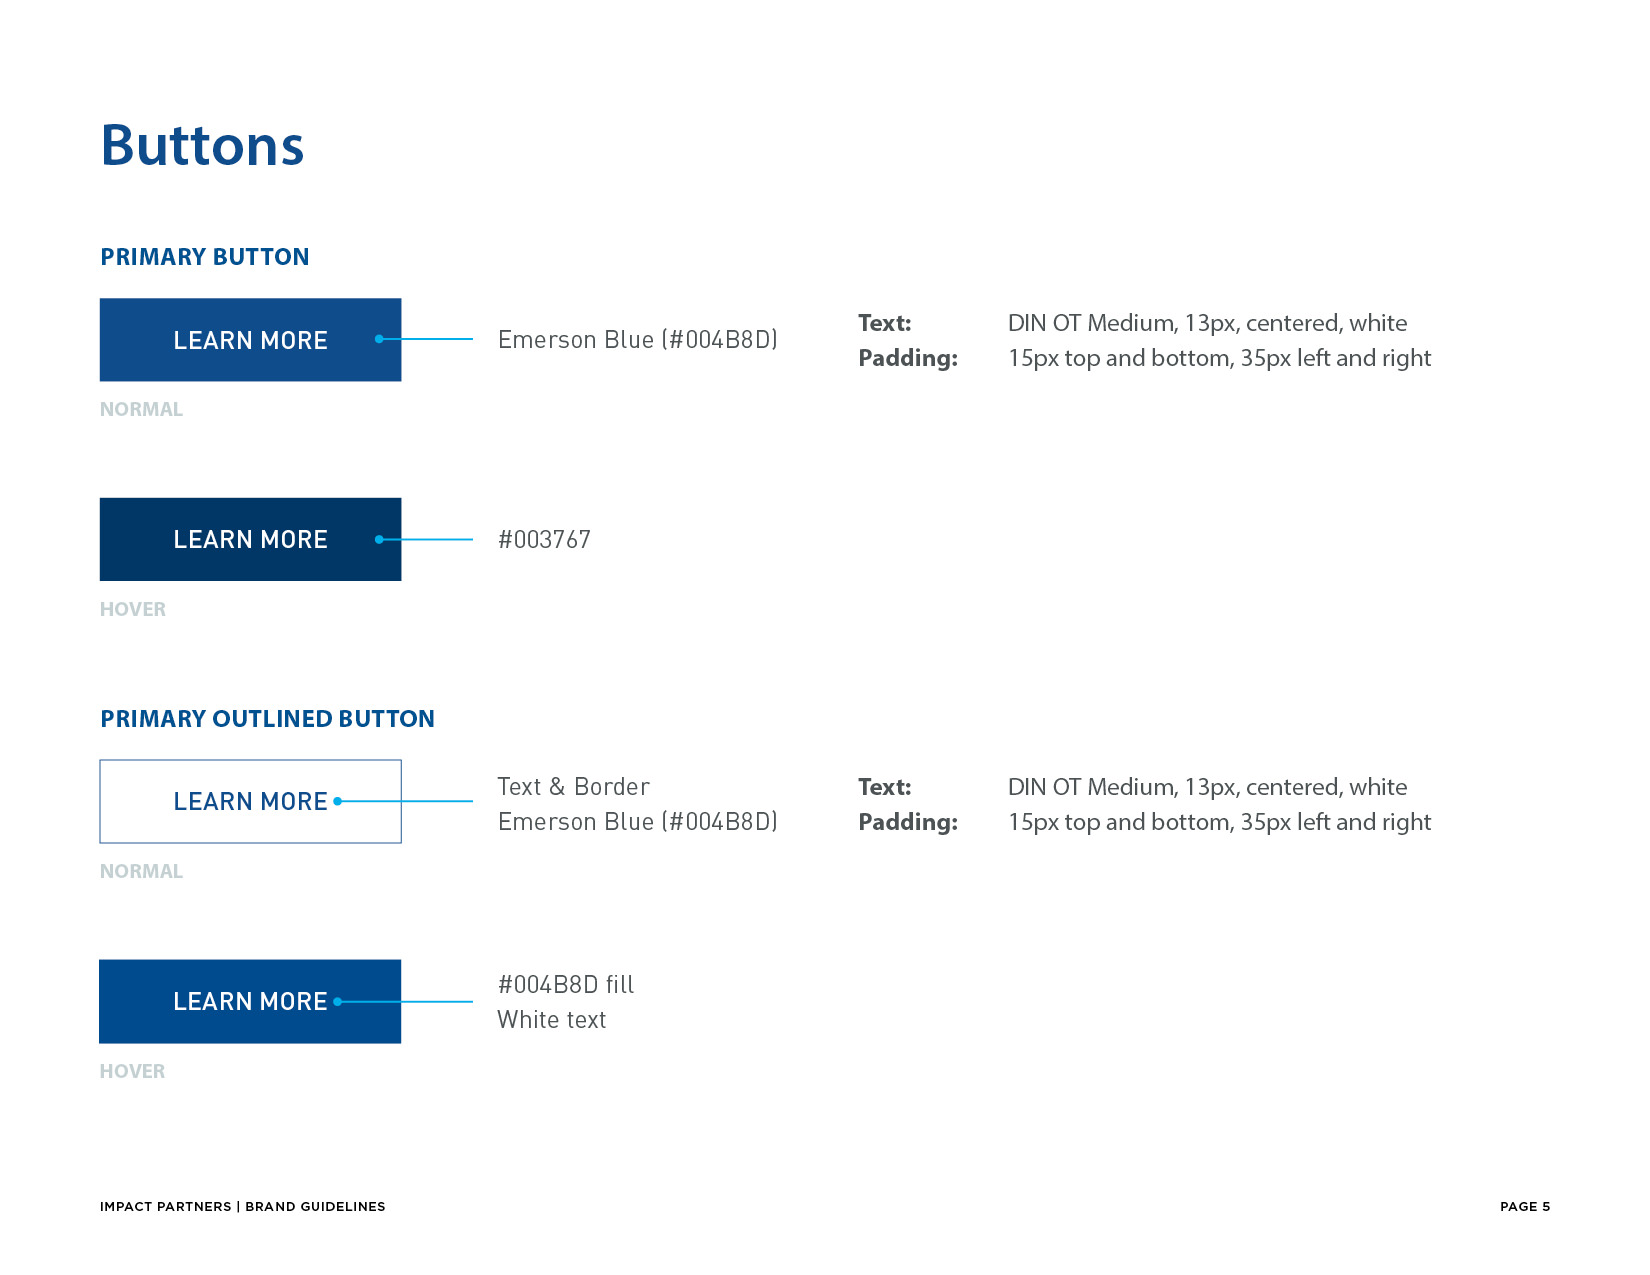 Buttons
PRIMARY BUTTON
LEARN MORE
Emerson Blue (#004B8D)
Text: DIN OT Medium, 13px, centered, white
Padding: 15px top and bottom, 35px left and right
NORMAL
LEARN MORE
#003767
HOVER
PRIMARY OUTLINED BUTTON
LEARN MORE
Text & Border
Emerson Blue (#004B8D)
Text: DIN OT Medium, 13px, centered, white
Padding: 15px top and bottom, 35px left and right
NORMAL
LEARN MORE
#004B8D fill
White text
HOVER
IMPACT PARTNERS | BRAND GUIDELINES
PAGE 5